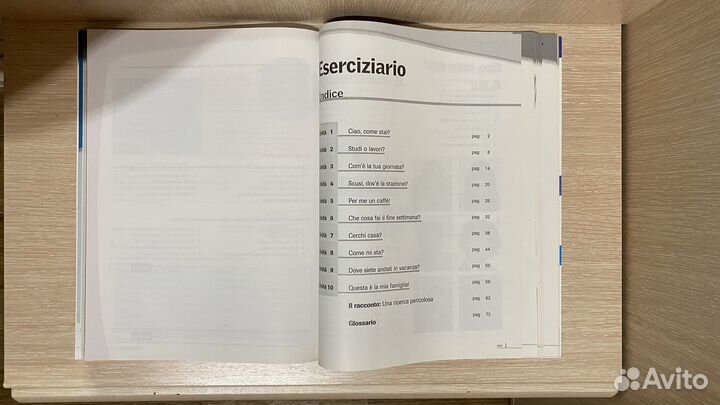 Eserciziario
Indice
Unità 1 Ciao, come stai? pag 2
Unità 2 Studi o lavori? pag 8
Unità 3 Com'è la tua giornata? pag 14
Unità 4 Scusi, dov'è la stazione? pag 20
Unità 5 Per me un caffè! pag 26
Unità 6 Che cosa fai il fine settimana? pag 32
Unità 7 Cerchi casa? pag 38
Unità 8 Come mi sta? pag 44
Unità 9 Dove siete andati in vacanza? pag 50
Unità 10 Questa è la mia famiglia! pag 58
Il racconto: Una ricerca pericolosa pag 62
Glossario pag 72
1
Avito